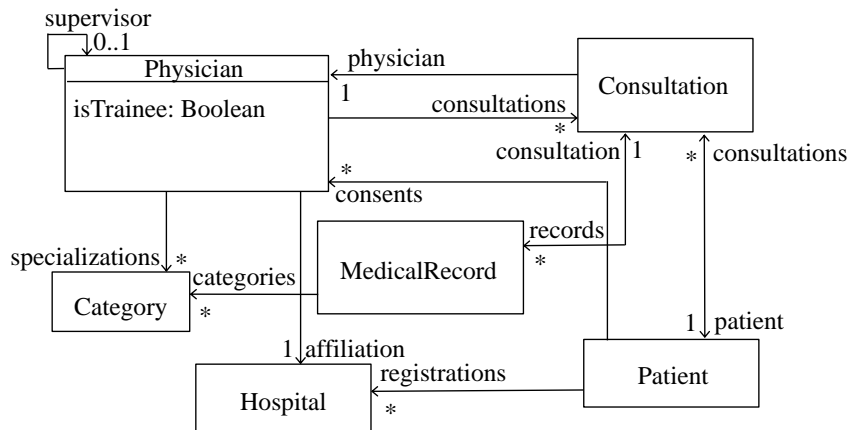 supervisor
0..1
Physician
isTrainee: Boolean
physician
1
consultations
*
Consultation
consultation
1
*
consultations
*
consents
records
*
MedicalRecord
specializations
*
categories
*
Category
1
affiliation
1
patient
registrations
*
Hospital
Patient